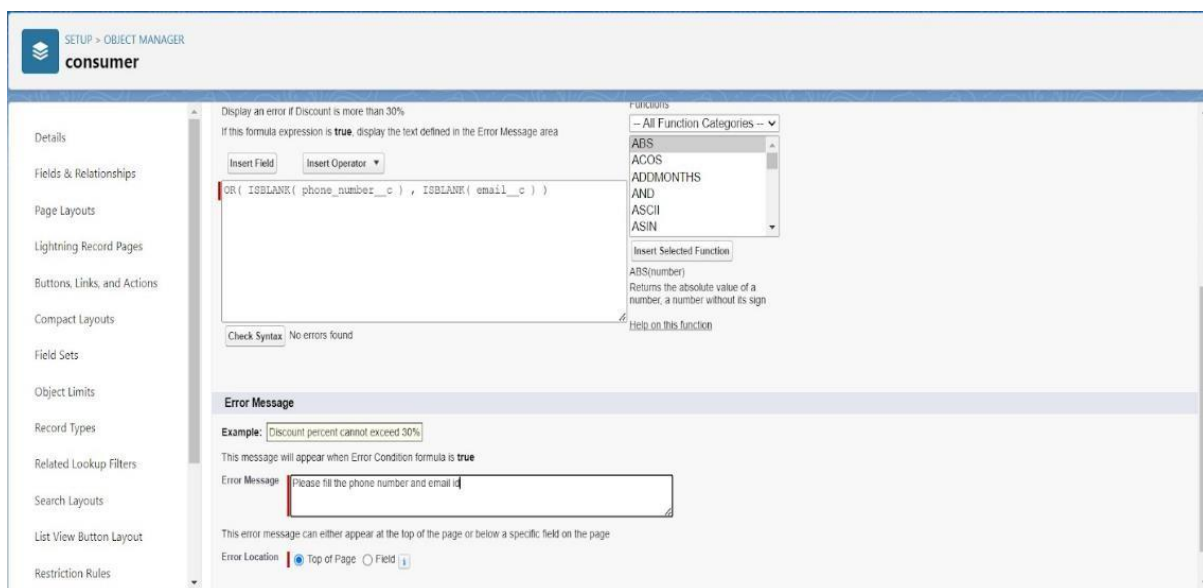 SETUP > OBJECT MANAGER
consumer
Details
Fields & Relationships
Page Layouts
Lightning Record Pages
Buttons, Links, and Actions
Compact Layouts
Field Sets
Object Limits
Record Types
Related Lookup Filters
Search Layouts
List View Button Layout
Restriction Rules
Display an error if Discount is more than 30%
If this formula expression is true, display the text defined in the Error Message area
Insert Field Insert Operator ▼
OR( ISBLANK( phone_number__c ) , ISBLANK( email__c ) )
Check Syntax No errors found
Functions
-- All Function Categories --
ABS
ACOS
ADDMONTHS
AND
ASCII
ASIN
Insert Selected Function
ABS(number)
Returns the absolute value of a
number, a number without its sign
Help on this function
Error Message
Example: Discount percent cannot exceed 30%
This message will appear when Error Condition formula is true
Error Message Please fill the phone number and email id
This error message can either appear at the top of the page or below a specific field on the page
Error Location Top of Page Field i